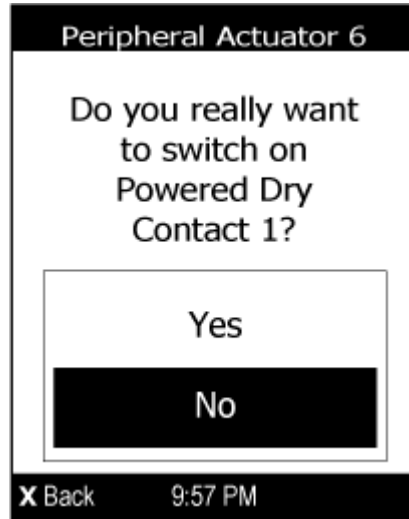 Peripheral Actuator 6
Do you really want
to switch on
Powered Dry
Contact 1?
Yes
No
X Back 9:57 PM